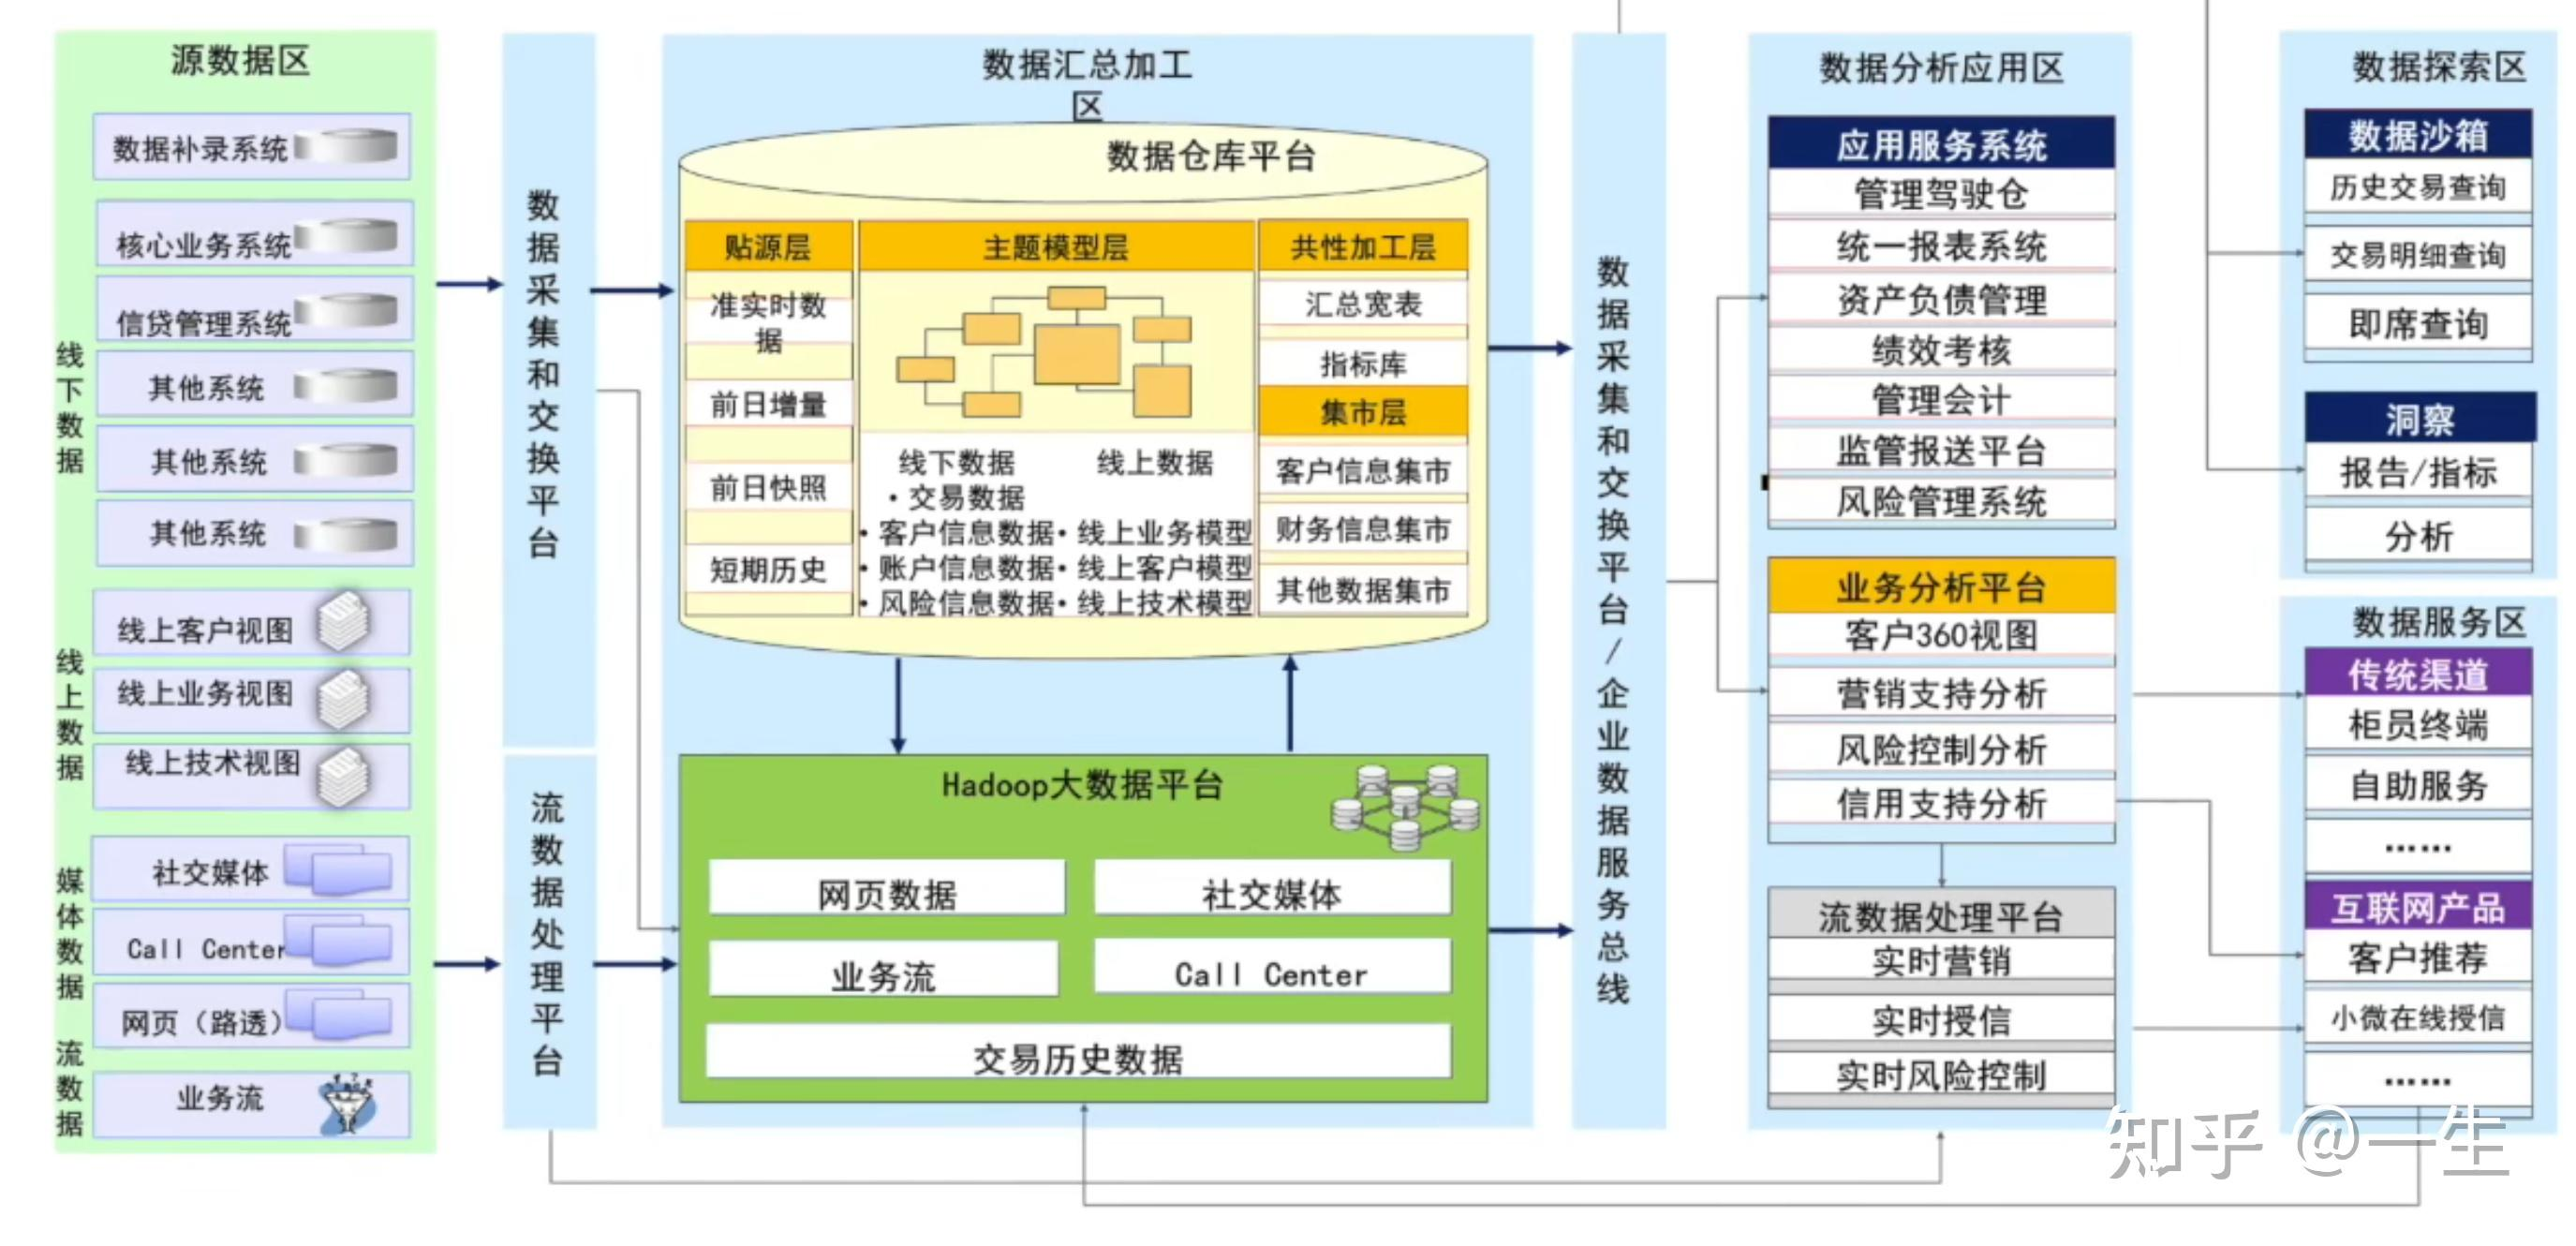 源数据区
数据补录系统
核心业务系统
信贷管理系统
其他系统
其他系统
其他系统
线下数据
线上客户视图
线上业务视图
线上技术视图
线上数据
社交媒体
Call Center
网页（路透）
媒体数据
业务流
流数据
数据采集和交换平台
流数据处理平台
数据汇总加工
区
数据仓库平台
贴源层
准实时数
据
前日增量
前日快照
短期历史
主题模型层
线下数据
•交易数据
•客户信息数据
•账户信息数据
•风险信息数据
线上数据
•线上业务模型
•线上客户模型
•线上技术模型
共性加工层
汇总宽表
指标库
集市层
客户信息集市
财务信息集市
其他数据集市
Hadoop大数据平台
网页数据
社交媒体
业务流
Call Center
交易历史数据
数据采集和交换平台/企业数据服务总线
数据分析应用区
应用服务系统
管理驾驶仓
统一报表系统
资产负债管理
绩效考核
管理会计
监管报送平台
风险管理系统
业务分析平台
客户360视图
营销支持分析
风险控制分析
信用支持分析
流数据处理平台
实时营销
实时授信
实时风险控制
数据探索区
数据沙箱
历史交易查询
交易明细查询
即席查询
洞察
报告/指标
分析
数据服务区
传统渠道
柜员终端
自助服务
……
互联网产品
客户推荐
小微在线授信
……
知乎 @一生